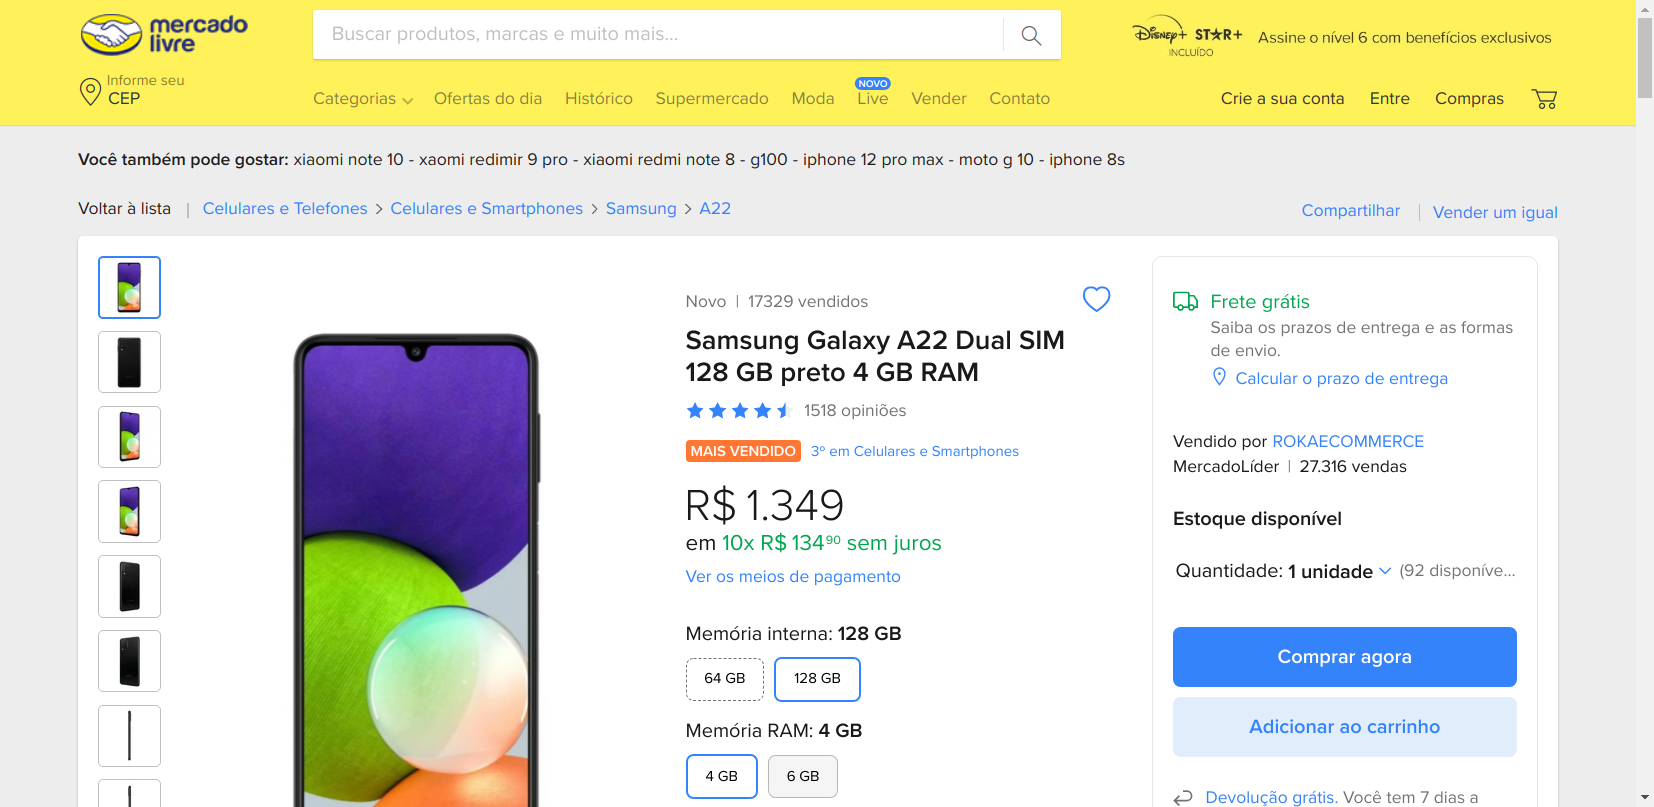 mercado
livre
Buscar produtos, marcas e muito mais...
Disney+ STAR+
INCLUÍDO
Assine o nível 6 com benefícios exclusivos
Informe seu
CEP
Categorias
Ofertas do dia
Histórico
Supermercado
Moda
NOVO
Live
Vender
Contato
Crie a sua conta
Entre
Compras
Você também pode gostar: xiaomi note 10 - xaomi redimir 9 pro - xiaomi redmi note 8 - g100 - iphone 12 pro max - moto g 10 - iphone 8s
Voltar à lista | Celulares e Telefones > Celulares e Smartphones > Samsung > A22
Compartilhar | Vender um igual
Novo | 17329 vendidos
Samsung Galaxy A22 Dual SIM
128 GB preto 4 GB RAM
1518 opiniões
MAIS VENDIDO 3º em Celulares e Smartphones
R$ 1.349
em 10x R$ 134⁹⁰ sem juros
Ver os meios de pagamento
Memória interna: 128 GB
64 GB
128 GB
Memória RAM: 4 GB
4 GB
6 GB
Frete grátis
Saiba os prazos de entrega e as formas
de envio.
Calcular o prazo de entrega
Vendido por ROKAECOMMERCE
MercadoLíder | 27.316 vendas
Estoque disponível
Quantidade: 1 unidade (92 disponíve...
Comprar agora
Adicionar ao carrinho
Devolução grátis. Você tem 7 dias a